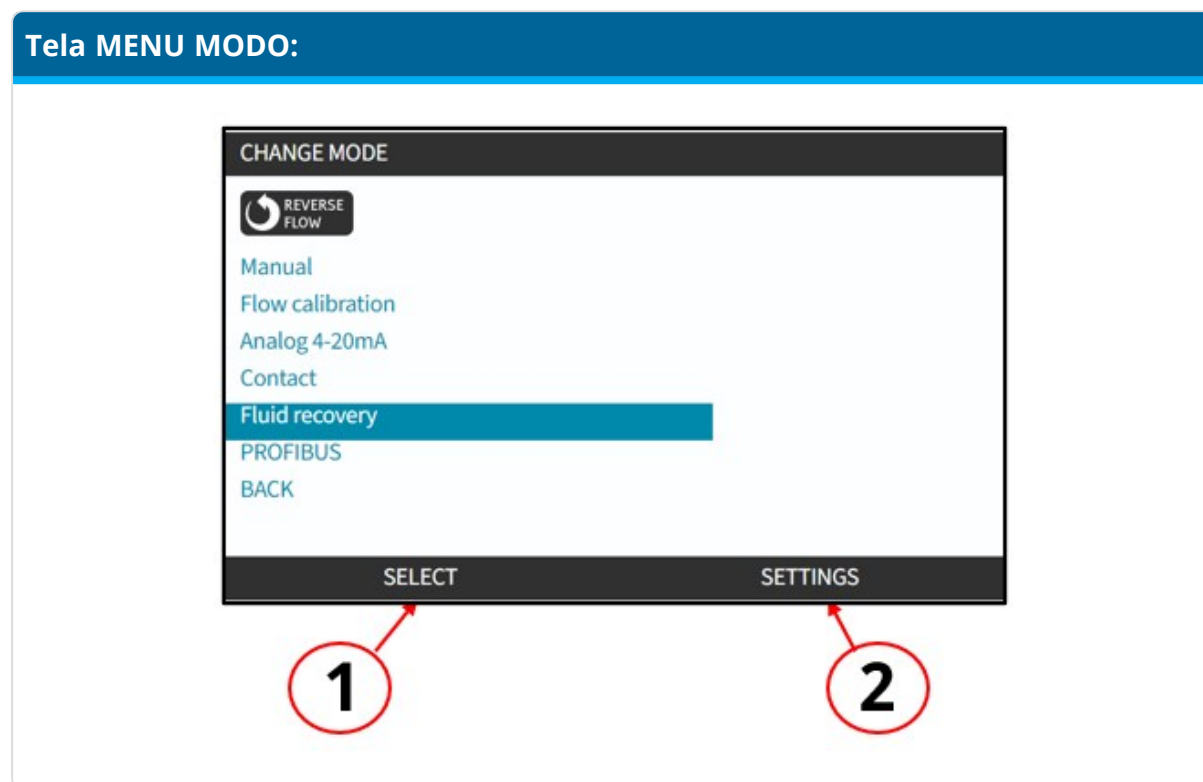 Tela MENU MODO:
CHANGE MODE
REVERSE
FLOW
Manual
Flow calibration
Analog 4-20mA
Contact
Fluid recovery
PROFIBUS
BACK
SELECT SETTINGS
1 2